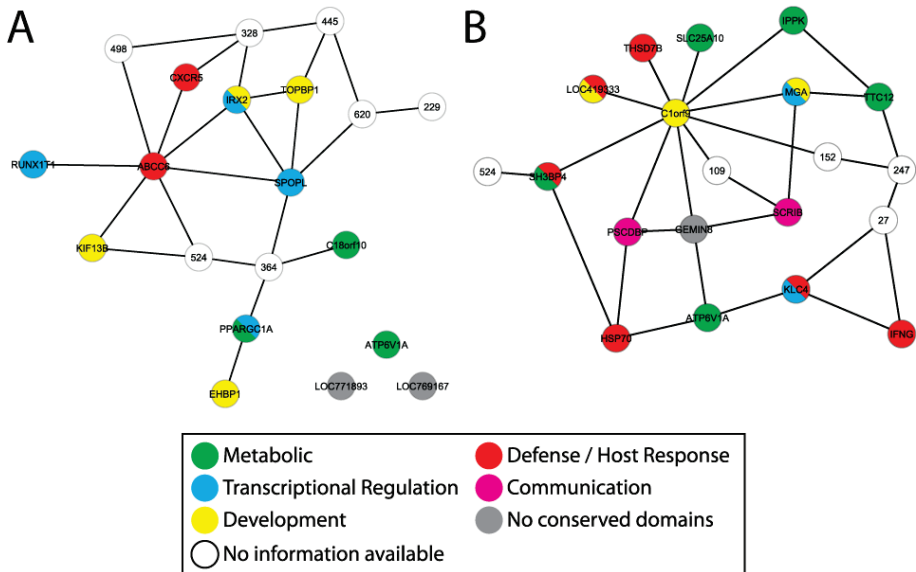 A
B
445
328
498
CXCR5
IRX2
TOPBP1
620
229
RUNX1T1
ABCC6
SPOPL
KIF13B
524
364
C18orf10
PPARGC1A
ATP6V1A
EHBP1
LOC771893
LOC769167
IPPK
SLC25A10
THSD7B
LOC419333
MGA
TTC12
C1orf9
152
247
524
SH3BP4
109
SCRIB
27
PSCDBP
GEMIN8
KLC4
ATP6V1A
HSP70
IFNG
Metabolic
Defense / Host Response
Transcriptional Regulation
Communication
Development
No conserved domains
No information available